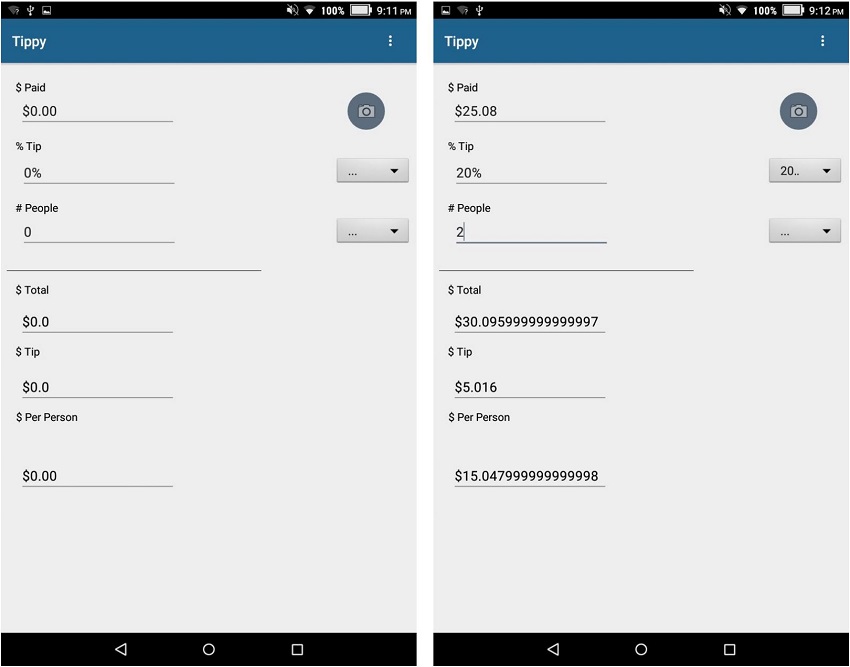 100% 9:11 PM
Tippy
$ Paid
$0.00
% Tip
0%
...
# People
0
...
$ Total
$0.0
$ Tip
$0.0
$ Per Person
$0.00
100% 9:12 PM
Tippy
$ Paid
$25.08
% Tip
20%
20..
# People
2
...
$ Total
$30.095999999999997
$ Tip
$5.016
$ Per Person
$15.047999999999998